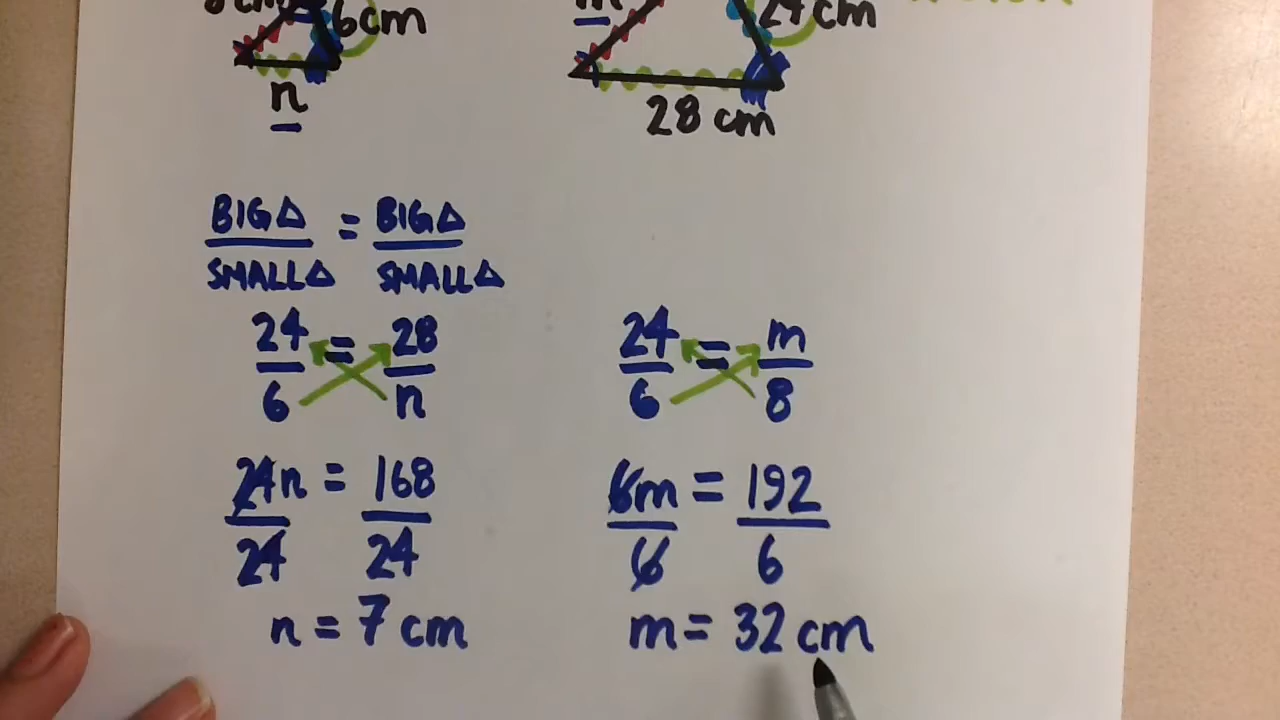 cm 6cm
m 24 cm
n
28 cm
BIG△ = BIG△
SMALL△ SMALL△
24 = 28
6 n
24 = m
6 8
24n = 168
24 24
6m = 192
6 6
n = 7 cm
m = 32 cm